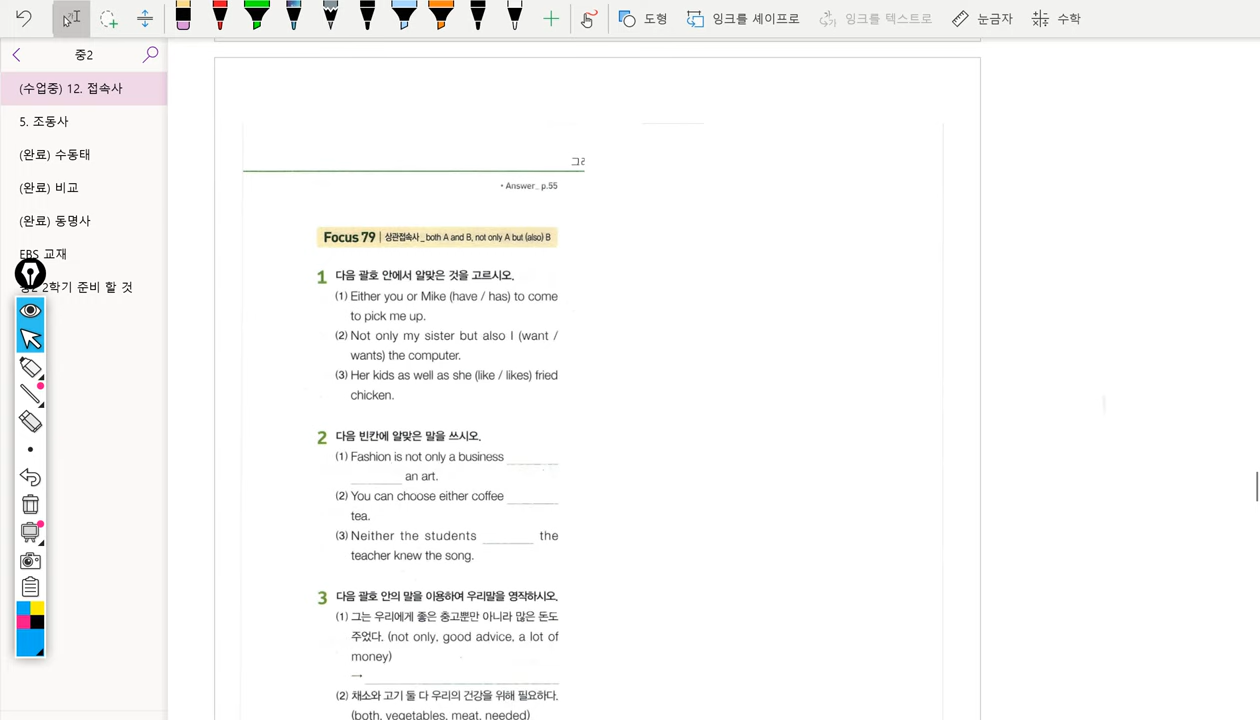 도형
잉크를 셰이프로
잉크를 텍스트로
눈금자
수학
중2
(수업중) 12. 접속사
5. 조동사
(완료) 수동태
(완료) 비교
(완료) 동명사
EBS 교재
2학기 준비 할 것
• Answer_ p.55
Focus 79 | 상관접속사 _ both A and B, not only A but (also) B
1 다음 괄호 안에서 알맞은 것을 고르시오.
(1) Either you or Mike (have / has) to come
to pick me up.
(2) Not only my sister but also I (want /
wants) the computer.
(3) Her kids as well as she (like / likes) fried
chicken.
2 다음 빈칸에 알맞은 말을 쓰시오.
(1) Fashion is not only a business ______
______ an art.
(2) You can choose either coffee ______
tea.
(3) Neither the students ______ the
teacher knew the song.
3 다음 괄호 안의 말을 이용하여 우리말을 영작하시오.
(1) 그는 우리에게 좋은 충고뿐만 아니라 많은 돈도
주었다. (not only, good advice, a lot of
money)
→ ______
(2) 채소와 고기 둘 다 우리의 건강을 위해 필요하다.
(both, vegetables, meat, needed)